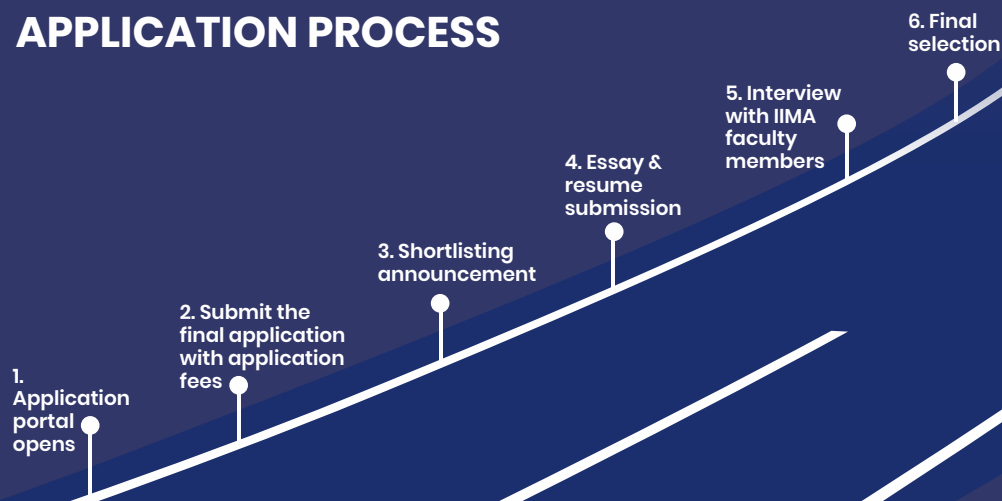 APPLICATION PROCESS
1.
Application
portal
opens
2. Submit the
final application
with application
fees
3. Shortlisting
announcement
4. Essay &
resume
submission
5. Interview
with IIMA
faculty
members
6. Final
selection